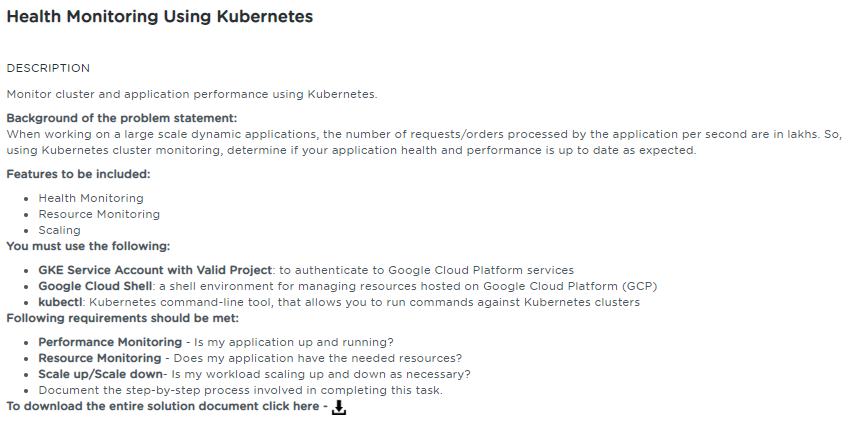 Health Monitoring Using Kubernetes
DESCRIPTION
Monitor cluster and application performance using Kubernetes.
Background of the problem statement:
When working on a large scale dynamic applications, the number of requests/orders processed by the application per second are in lakhs. So,
using Kubernetes cluster monitoring, determine if your application health and performance is up to date as expected.
Features to be included:
• Health Monitoring
• Resource Monitoring
• Scaling
You must use the following:
• GKE Service Account with Valid Project: to authenticate to Google Cloud Platform services
• Google Cloud Shell: a shell environment for managing resources hosted on Google Cloud Platform (GCP)
• kubectl: Kubernetes command-line tool, that allows you to run commands against Kubernetes clusters
Following requirements should be met:
• Performance Monitoring - Is my application up and running?
• Resource Monitoring - Does my application have the needed resources?
• Scale up/Scale down- Is my workload scaling up and down as necessary?
• Document the step-by-step process involved in completing this task.
To download the entire solution document click here -